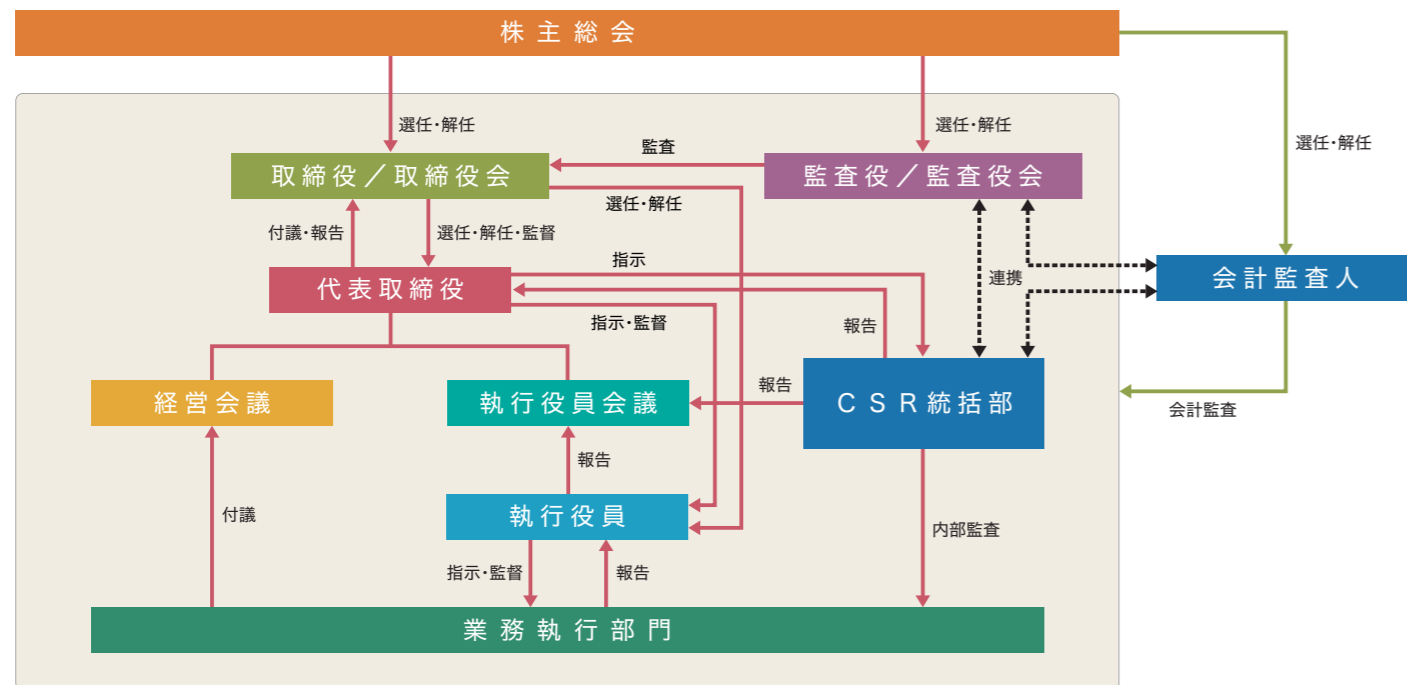 株主総会
選任・解任
選任・解任
選任・解任
監査
取締役／取締役会
監査役／監査役会
選任・解任
付議・報告
選任・解任・監督
指示
連携
会計監査人
代表取締役
指示・監督
報告
経営会議
執行役員会議
報告
CSR統括部
会計監査
報告
執行役員
付議
内部監査
指示・監督
報告
業務執行部門